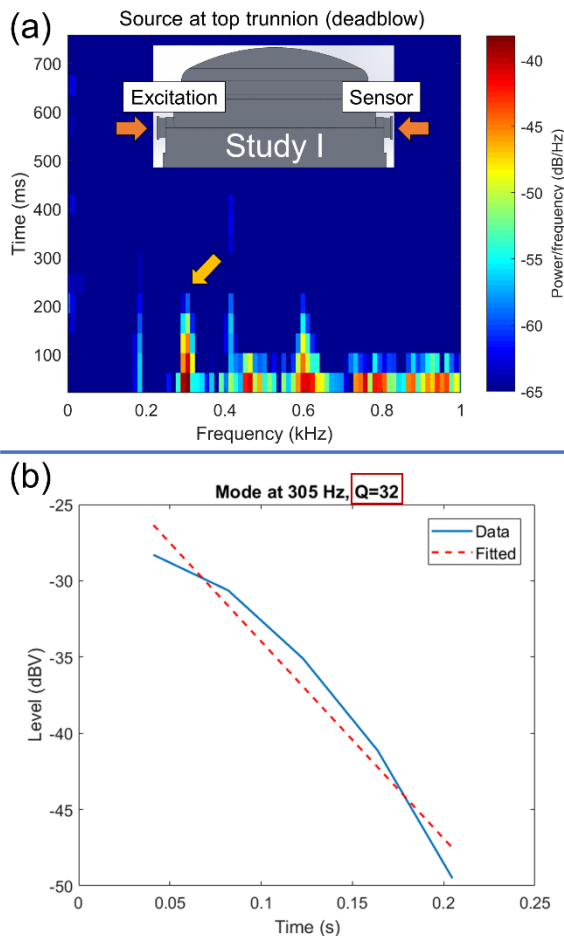 (a)
Source at top trunnion (deadblow)
700
600
500
400
300
200
100
Time (ms)
Excitation
Sensor
Study I
0 0.2 0.4 0.6 0.8 1
Frequency (kHz)
-40
-45
-50
-55
-60
-65
Power/frequency (dB/Hz)
(b)
Mode at 305 Hz, Q=32
-25
-30
-35
-40
-45
-50
Level (dBV)
Data
Fitted
0 0.05 0.1 0.15 0.2 0.25
Time (s)